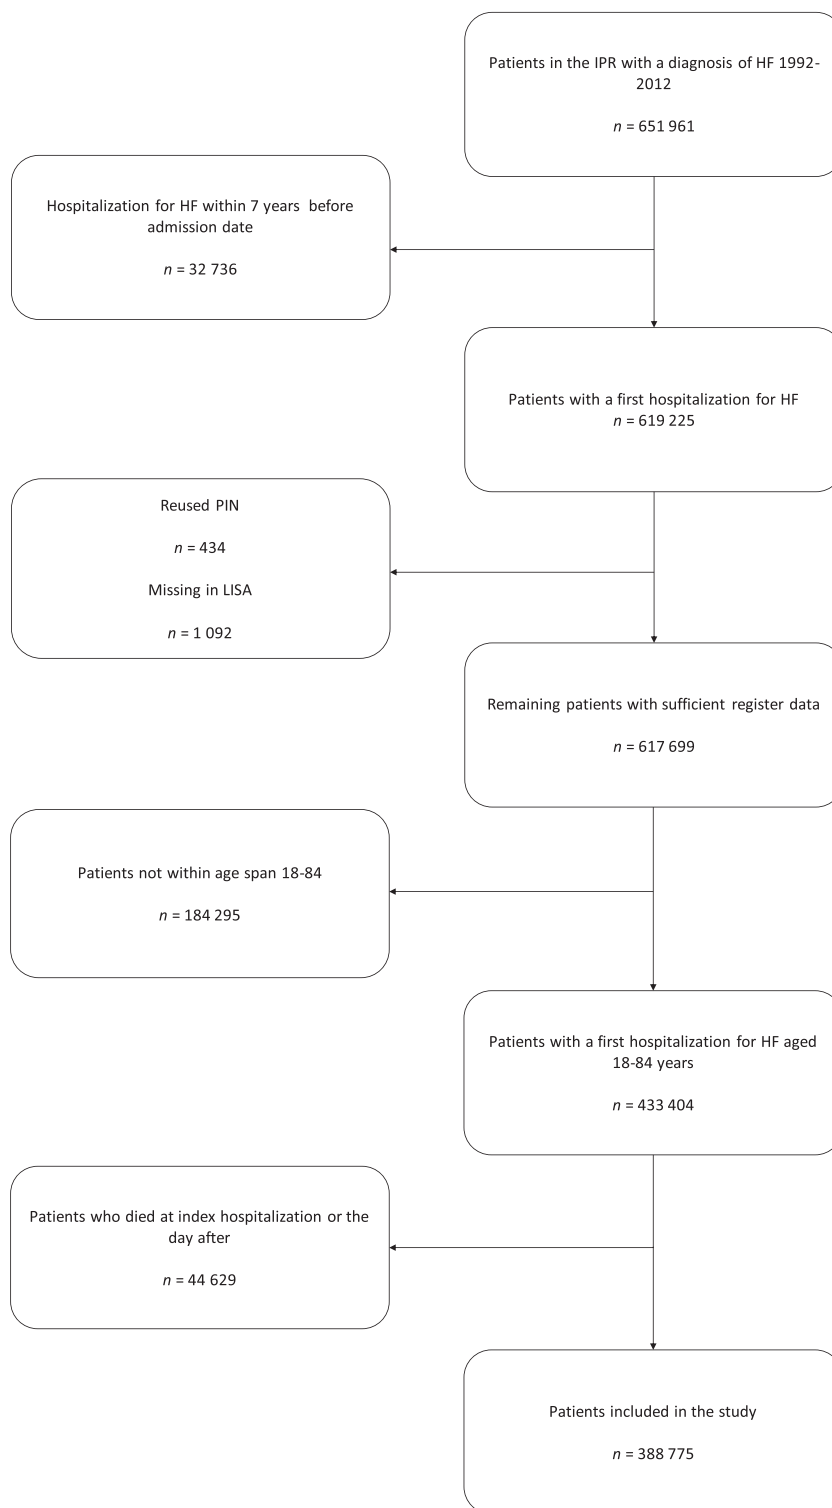 Patients in the IPR with a diagnosis of HF 1992-
2012
n = 651 961
Hospitalization for HF within 7 years before
admission date
n = 32 736
Patients with a first hospitalization for HF
n = 619 225
Reused PIN
n = 434
Missing in LISA
n = 1 092
Remaining patients with sufficient register data
n = 617 699
Patients not within age span 18-84
n = 184 295
Patients with a first hospitalization for HF aged
18-84 years
n = 433 404
Patients who died at index hospitalization or the
day after
n = 44 629
Patients included in the study
n = 388 775